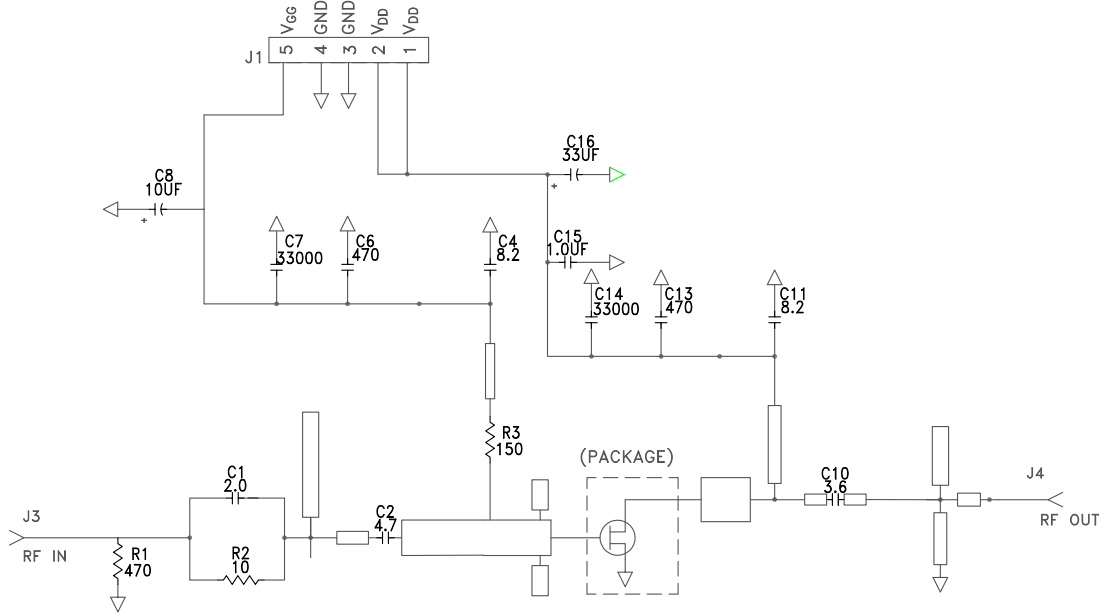 VGG
GND
GND
VDD
VDD
J1
5
4
3
2
1
C16
33UF
+
C8
10UF
+
C7
33000
C6
470
C4
8.2
C15
1.0UF
C14
33000
C13
470
C11
8.2
R3
150
(PACKAGE)
C1
2.0
C10
3.6
J4
RF OUT
J3
RF IN
C2
4.7
R1
470
R2
10